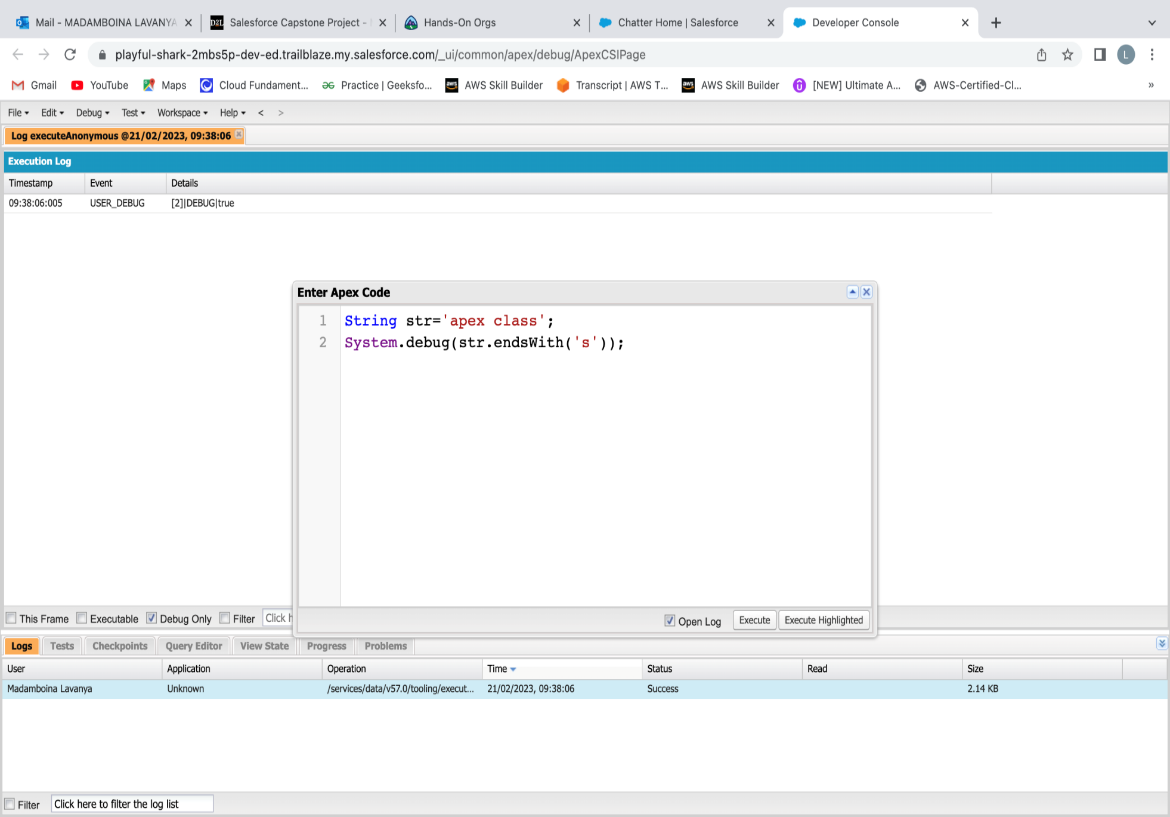 Mail - MADAMBOINA LAVANYA
Salesforce Capstone Project -
Hands-On Orgs
Chatter Home | Salesforce
Developer Console
playful-shark-2mbs5p-dev-ed.trailblaze.my.salesforce.com/_ui/common/apex/debug/ApexCSIPage
L
Gmail
YouTube
Maps
Cloud Fundament...
Practice | Geeksfo...
AWS Skill Builder
Transcript | AWS T...
AWS Skill Builder
[NEW] Ultimate A...
AWS-Certified-Cl...
»
File Edit Debug Test Workspace Help < >
Log executeAnonymous @21/02/2023, 09:38:06
Execution Log
Timestamp Event Details
09:38:06:005 USER_DEBUG [2]|DEBUG|true
Enter Apex Code
1 String str='apex class';
2 System.debug(str.endsWith('s'));
Open Log Execute Execute Highlighted
This Frame Executable Debug Only Filter Click h
Logs Tests Checkpoints Query Editor View State Progress Problems
User Application Operation Time Status Read Size
Madamboina Lavanya Unknown /services/data/v57.0/tooling/execut... 21/02/2023, 09:38:06 Success 2.14 KB
Filter Click here to filter the log list